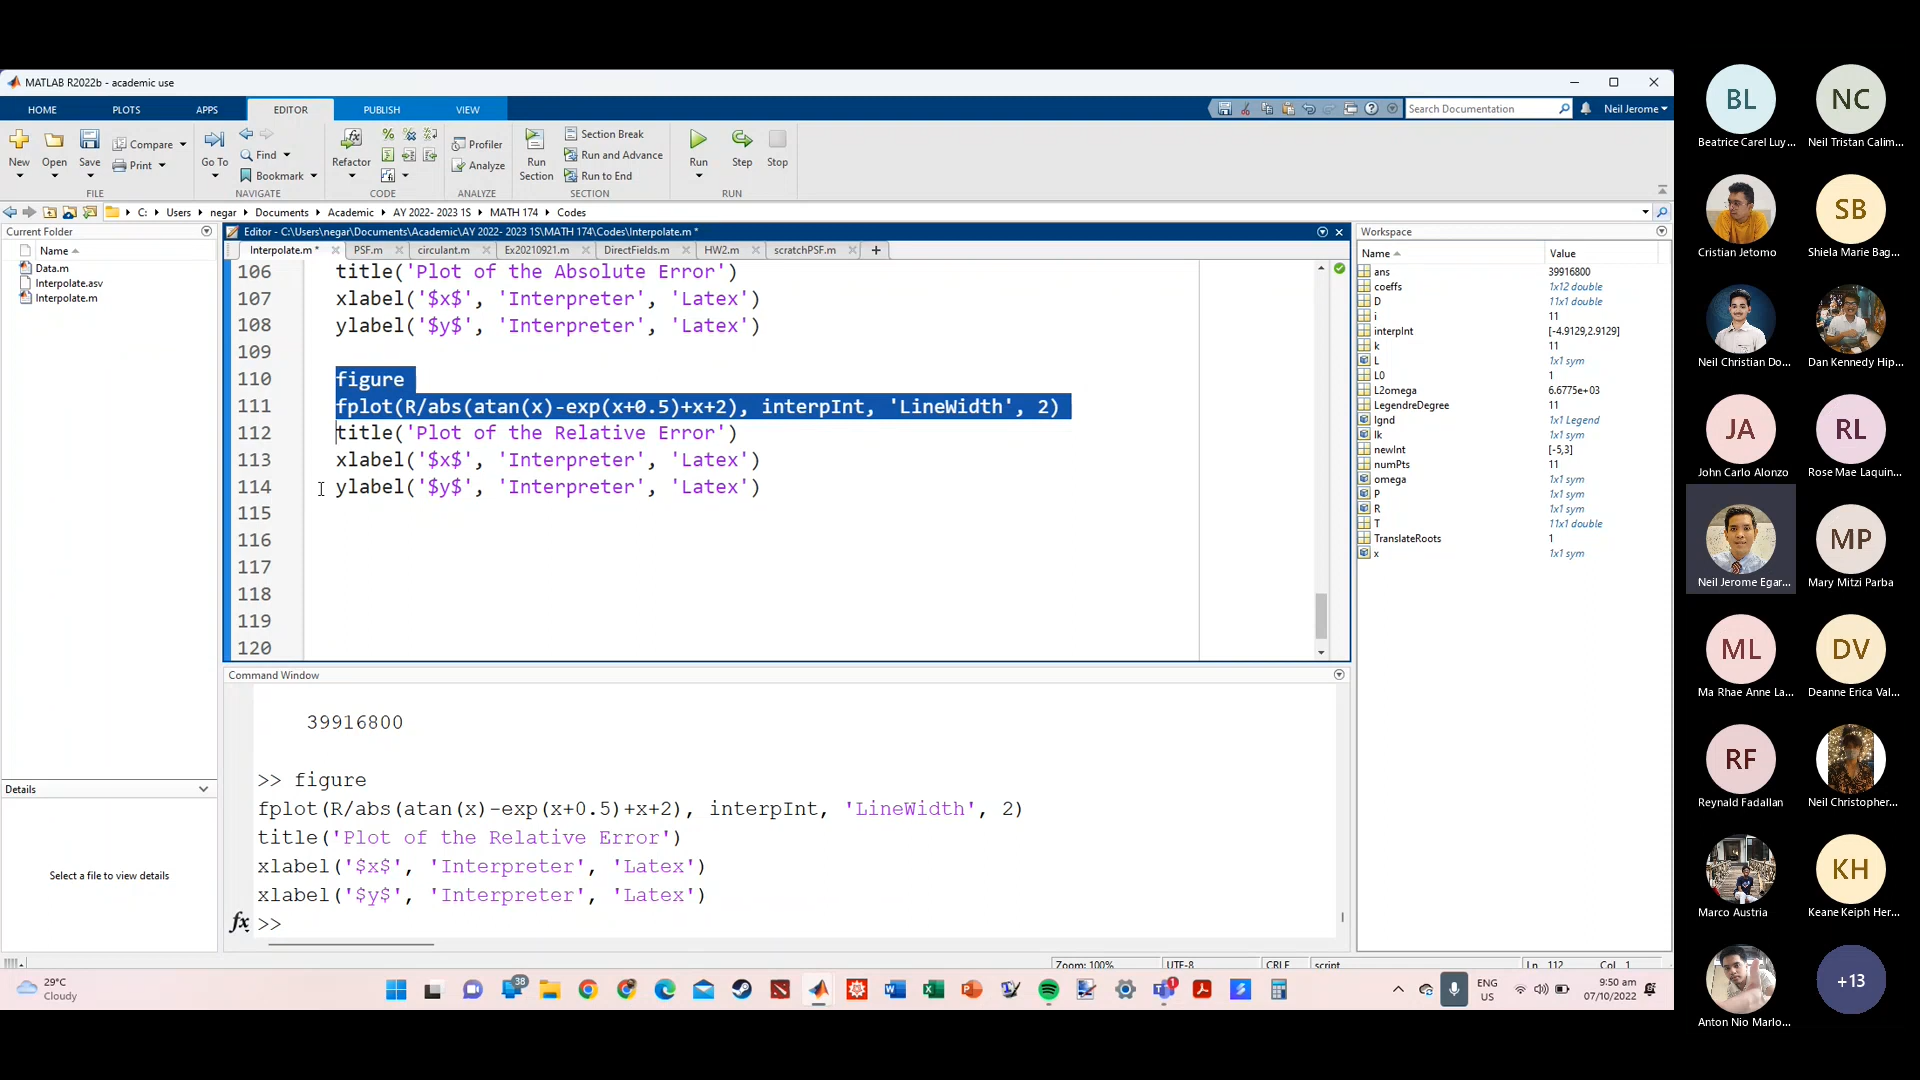 MATLAB R2022b - academic use
HOME PLOTS APPS EDITOR PUBLISH VIEW
Search Documentation
Neil Jerome
New Open Save Compare Print
FILE
Go To Find Bookmark
NAVIGATE
Refactor
CODE
Profiler
Analyze
ANALYZE
Run Section
Section Break
Run and Advance
Run to End
SECTION
Run Step Stop
RUN
C: Users negar Documents Academic AY 2022- 2023 1S MATH 174 Codes
Current Folder
Name
Data.m
Interpolate.asv
Interpolate.m
Details
Select a file to view details
Editor - C:\Users\negar\Documents\Academic\AY 2022- 2023 1S\MATH 174\Codes\Interpolate.m *
Interpolate.m * PSF.m circulant.m Ex20210921.m DirectFields.m HW2.m scratchPSF.m +
106 title('Plot of the Absolute Error')
107 xlabel('$x$', 'Interpreter', 'Latex')
108 ylabel('$y$', 'Interpreter', 'Latex')
109
110 figure
111 fplot(R/abs(atan(x)-exp(x+0.5)+x+2), interpInt, 'LineWidth', 2)
112 title('Plot of the Relative Error')
113 xlabel('$x$', 'Interpreter', 'Latex')
114 ylabel('$y$', 'Interpreter', 'Latex')
115
116
117
118
119
120
Command Window
39916800
>> figure
fplot(R/abs(atan(x)-exp(x+0.5)+x+2), interpInt, 'LineWidth', 2)
title('Plot of the Relative Error')
xlabel('$x$', 'Interpreter', 'Latex')
xlabel('$y$', 'Interpreter', 'Latex')
fx >>
Zoom: 100% UTF-8 CRLF script Ln 112 Col 1
Workspace
Name Value
ans 39916800
coeffs 1x12 double
D 11x1 double
i 11
interpInt [-4.9129,2.9129]
k 11
L 1x1 sym
L0 1
L2omega 6.6775e+03
LegendreDegree 11
lgnd 1x1 Legend
lk 1x1 sym
newInt [-5,3]
numPts 11
omega 1x1 sym
P 1x1 sym
R 1x1 sym
T 11x1 double
TranslateRoots 1
x 1x1 sym
29°C
Cloudy
38
1
ENG
US
9:50 am
07/10/2022
BL NC
Beatrice Carel Luy... Neil Tristan Calim...
SB
Cristian Jetomo Shiela Marie Bag...
Neil Christian Do... Dan Kennedy Hip...
JA RL
John Carlo Alonzo Rose Mae Laquin...
MP
Neil Jerome Egar... Mary Mitzi Parba
ML DV
Ma Rhae Anne La... Deanne Erica Val...
RF
Reynald Fadallan Neil Christopher...
KH
Marco Austria Keane Keiph Her...
+13
Anton Nio Marlo...